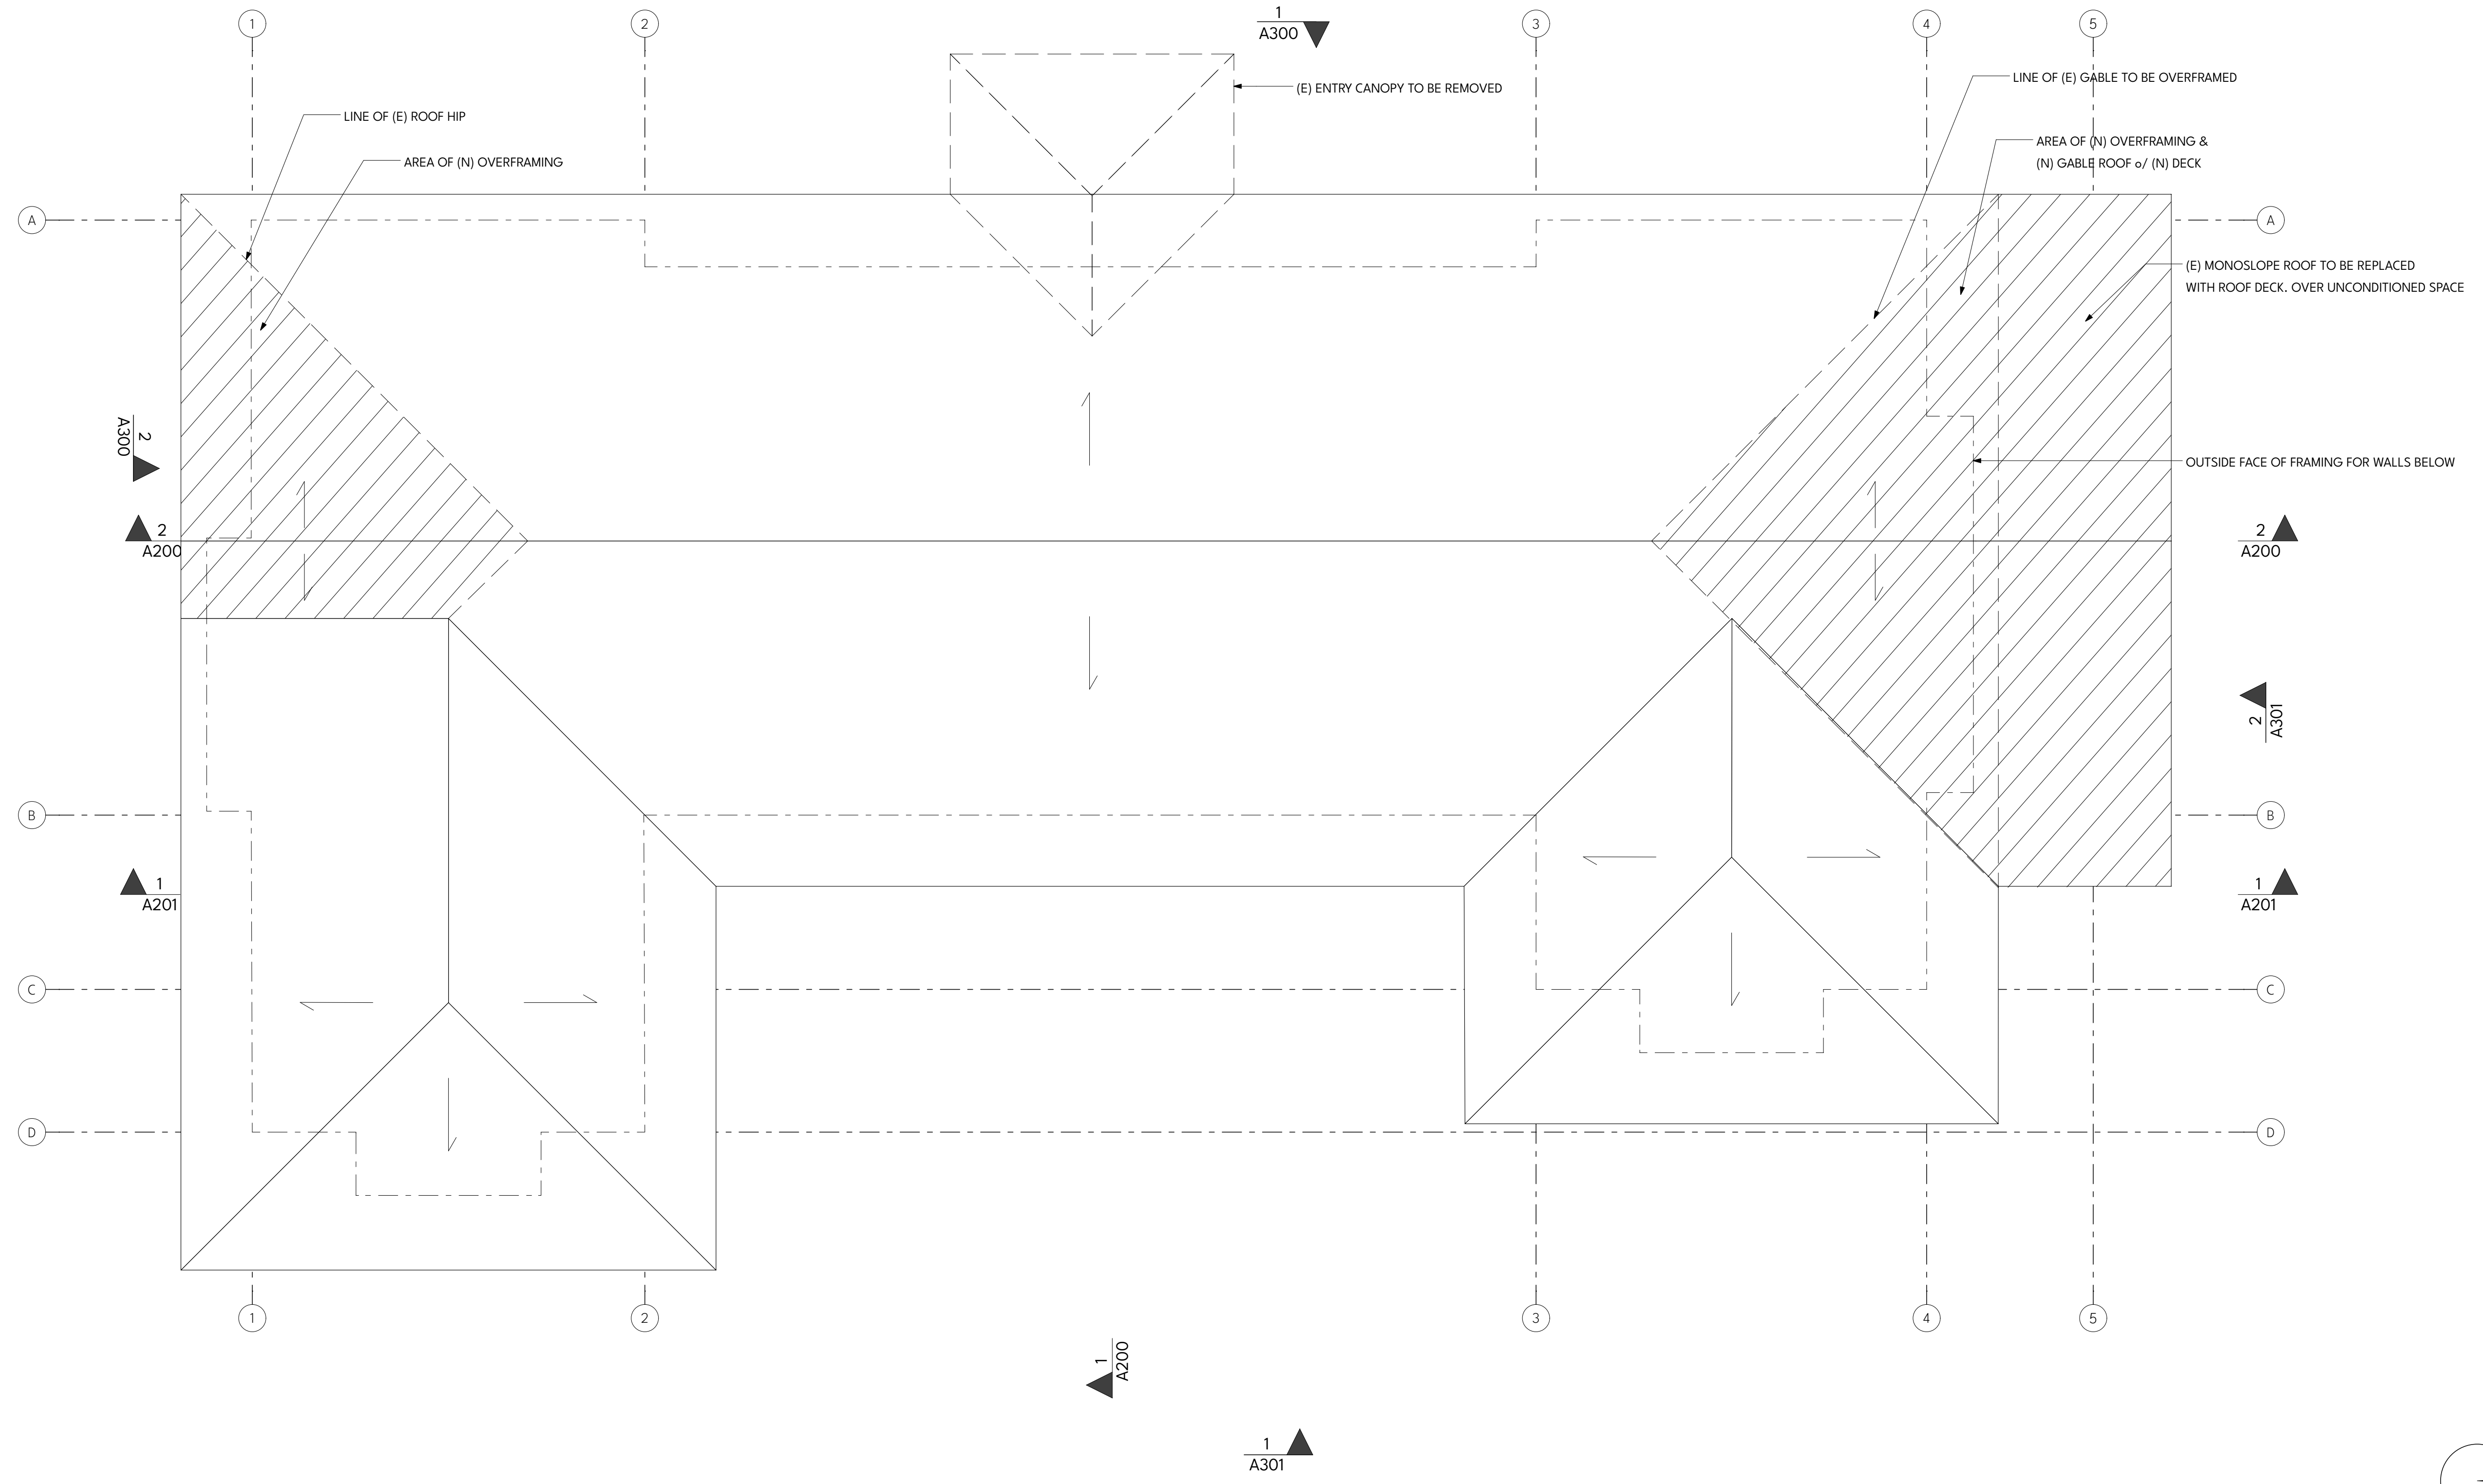 1
2
1
A300
3
4
5
(E) ENTRY CANOPY TO BE REMOVED
LINE OF (E) GABLE TO BE OVERFRAMED
LINE OF (E) ROOF HIP
AREA OF (N) OVERFRAMING
AREA OF (N) OVERFRAMING &
(N) GABLE ROOF o/ (N) DECK
A
A
(E) MONOSLOPE ROOF TO BE REPLACED
WITH ROOF DECK. OVER UNCONDITIONED SPACE
2
A300
OUTSIDE FACE OF FRAMING FOR WALLS BELOW
2
A200
2
A200
2
A301
B
B
1
A201
1
A201
C
C
D
D
1
2
3
4
5
1
A200
1
A301